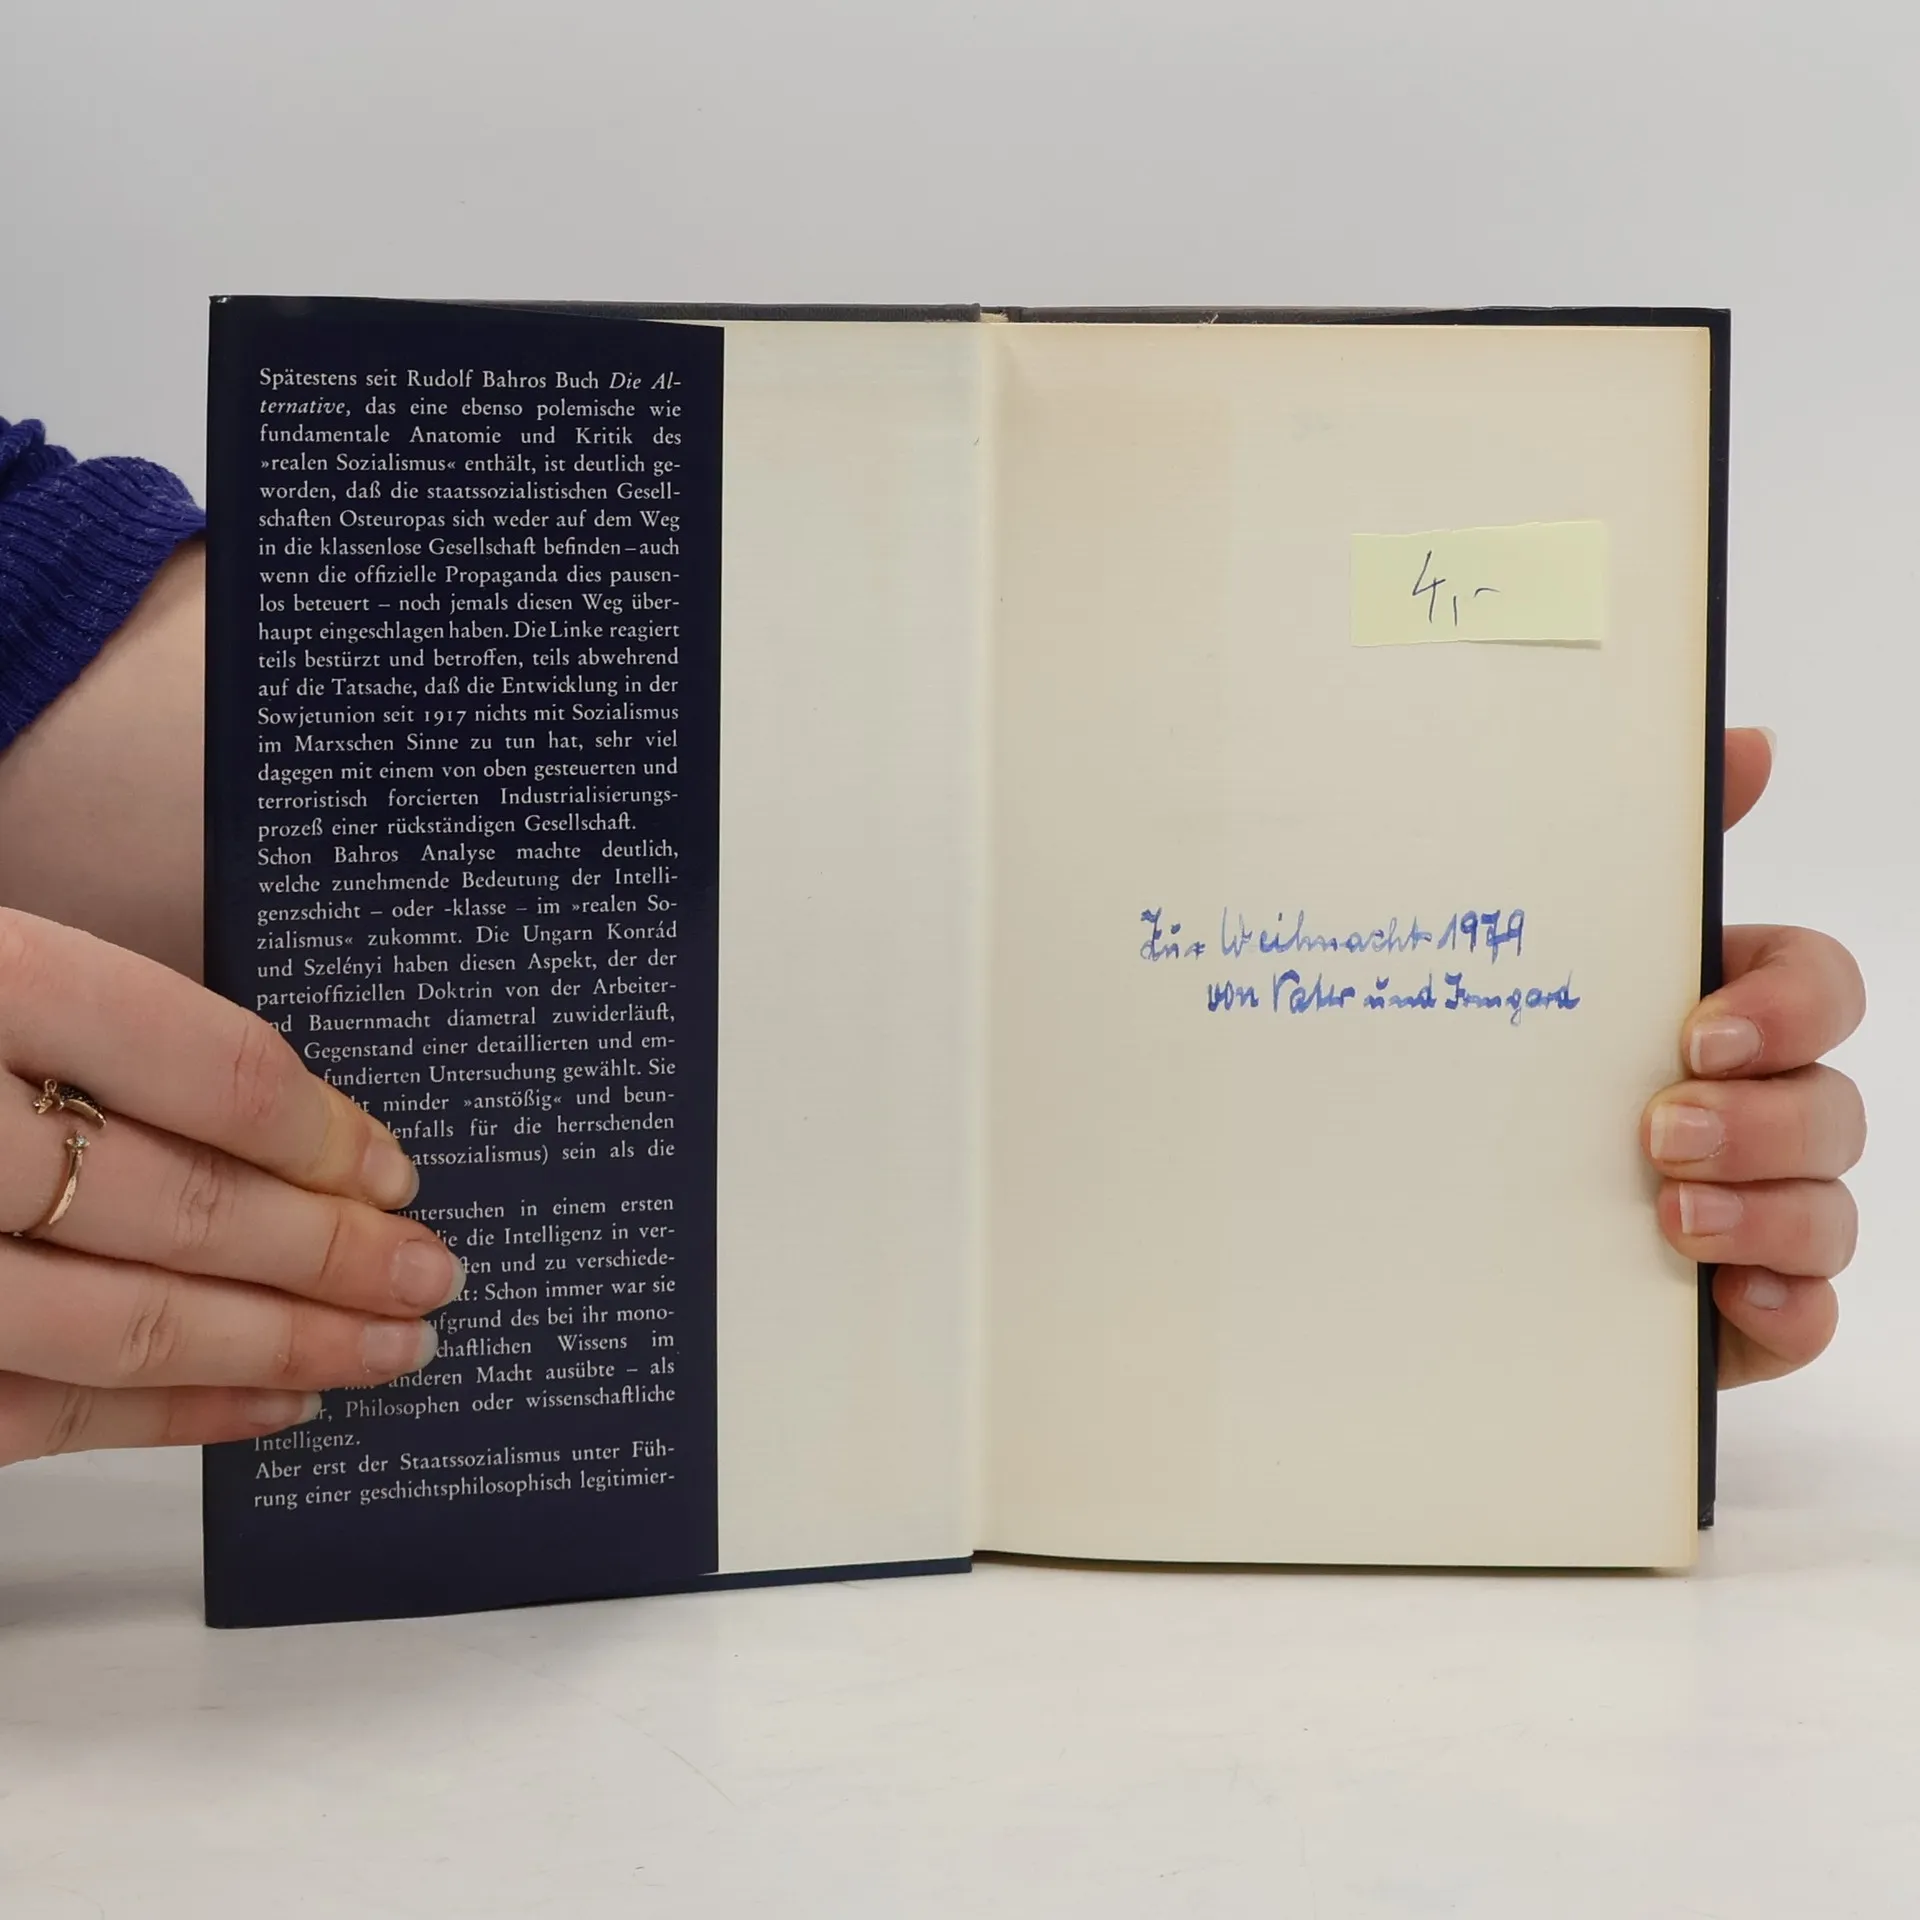 Spätestens seit Rudolf Bahros Buch Die Al-
ternative, das eine ebenso polemische wie
fundamentale Anatomie und Kritik des
»realen Sozialismus« enthält, ist deutlich ge-
worden, daß die staatssozialistischen Gesell-
schaften Osteuropas sich weder auf dem Weg
in die klassenlose Gesellschaft befinden – auch
wenn die offizielle Propaganda dies pausen-
los beteuert – noch jemals diesen Weg über-
haupt eingeschlagen haben. Die Linke reagiert
teils bestürzt und betroffen, teils abwehrend
auf die Tatsache, daß die Entwicklung in der
Sowjetunion seit 1917 nichts mit Sozialismus
im Marxschen Sinne zu tun hat, sehr viel
dagegen mit einem von oben gesteuerten und
terroristisch forcierten Industrialisierungs-
prozeß einer rückständigen Gesellschaft.
Schon Bahros Analyse machte deutlich,
welche zunehmende Bedeutung der Intelli-
genzschicht – oder -klasse – im »realen So-
zialismus« zukommt. Die Ungarn Konrád
und Szelényi haben diesen Aspekt, der der
parteioffiziellen Doktrin von der Arbeiter-
Bauernmacht diametral zuwiderläuft,
Gegenstand einer detaillierten und em-
fundierten Untersuchung gewählt. Sie
minder »anstößig« und beun-
für die herrschenden
sein als die
untersuchen in einem ersten
die Intelligenz in ver-
und zu verschiede-
Schon immer war sie
des bei ihr mono-
Wissens im
anderen Macht ausübte – als
Philosophen oder wissenschaftliche
Intelligenz.
Aber erst der Staatssozialismus unter Füh-
rung einer geschichtsphilosophisch legitimier-
4,-
Zur Weihnacht 1979
von Vater und Irmgard